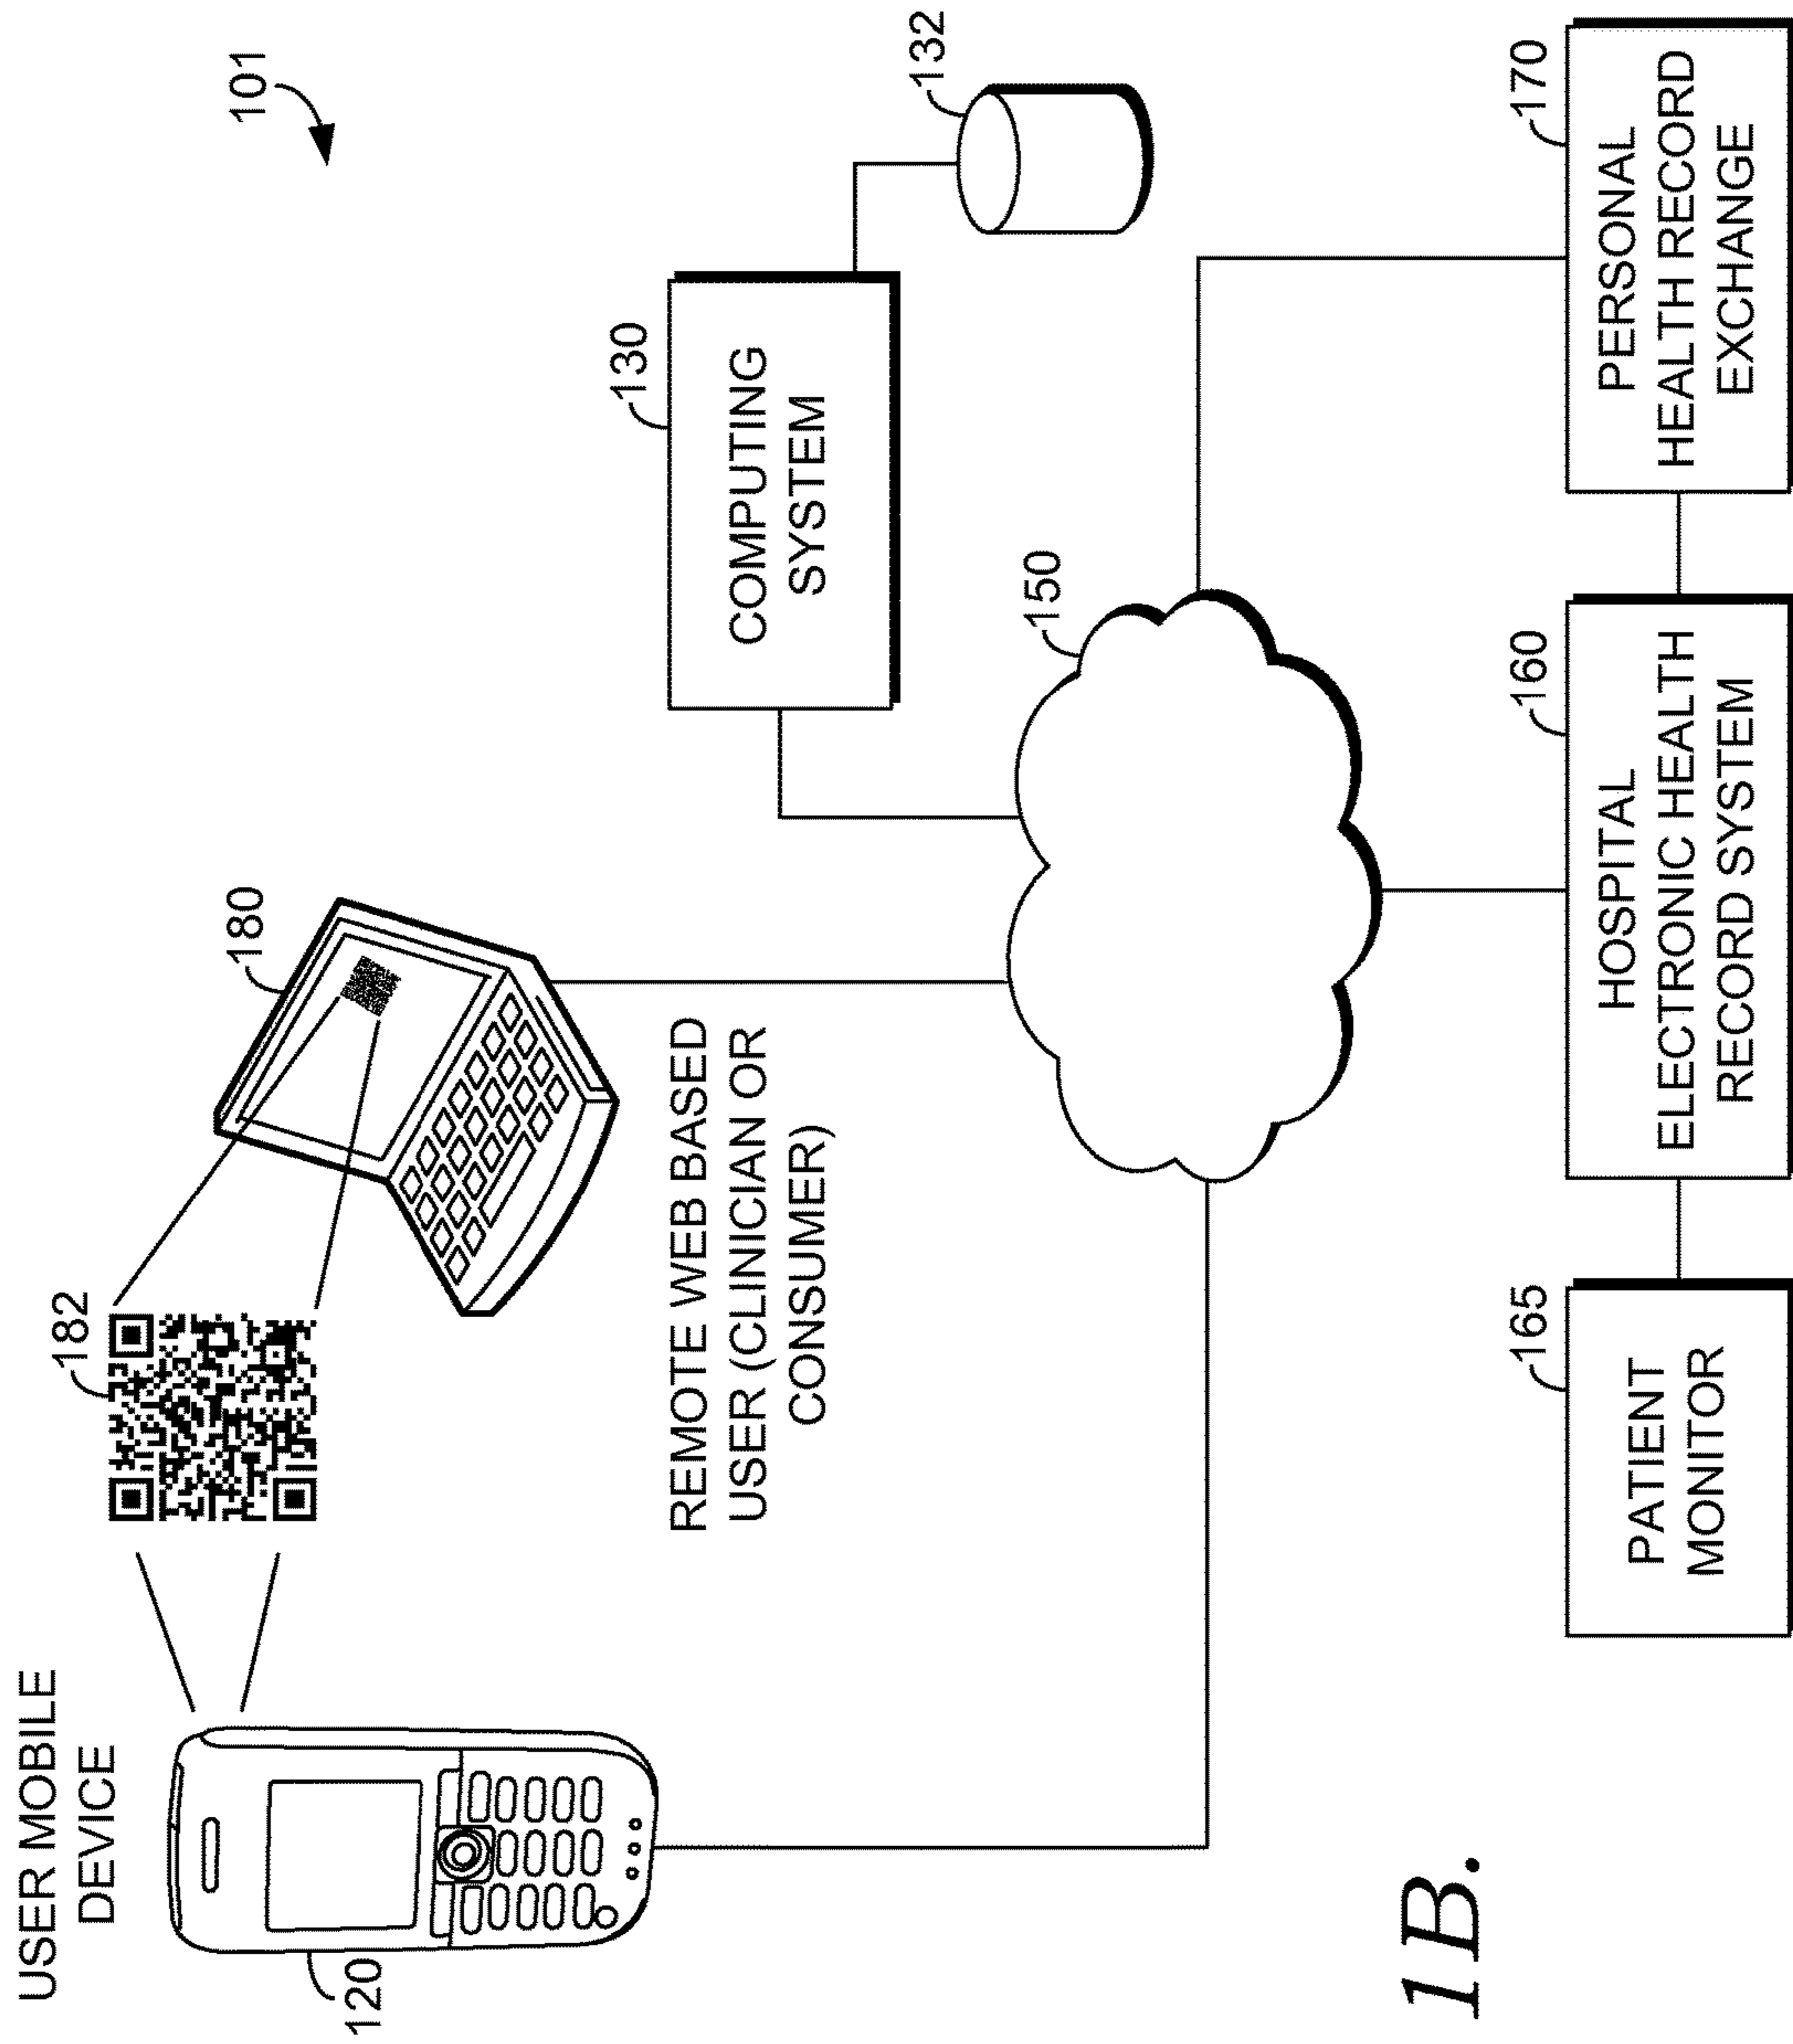 101
USER MOBILE
DEVICE
120
182
180
REMOTE WEB BASED
USER (CLINICIAN OR
CONSUMER)
130
COMPUTING
SYSTEM
132
150
165
PATIENT
MONITOR
160
HOSPITAL
ELECTRONIC HEALTH
RECORD SYSTEM
170
PERSONAL
HEALTH RECORD
EXCHANGE
1B.